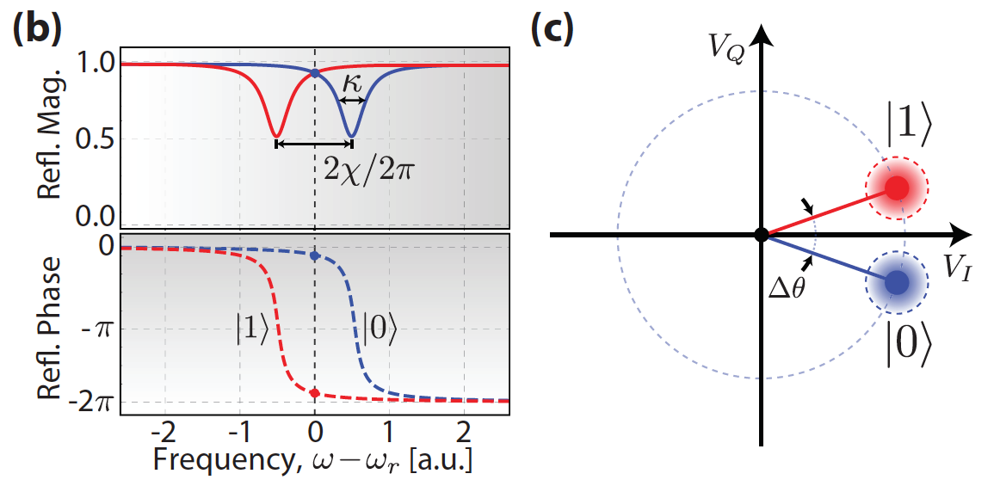 (b)
Refl. Mag.
1.0
0.5
0.0
κ
2χ/2π
Refl. Phase
0
-π
-2π
|1⟩
|0⟩
-2 -1 0 1 2
Frequency, ω−ωᵣ [a.u.]
(c)
V_Q
|1⟩
V_I
Δθ
|0⟩